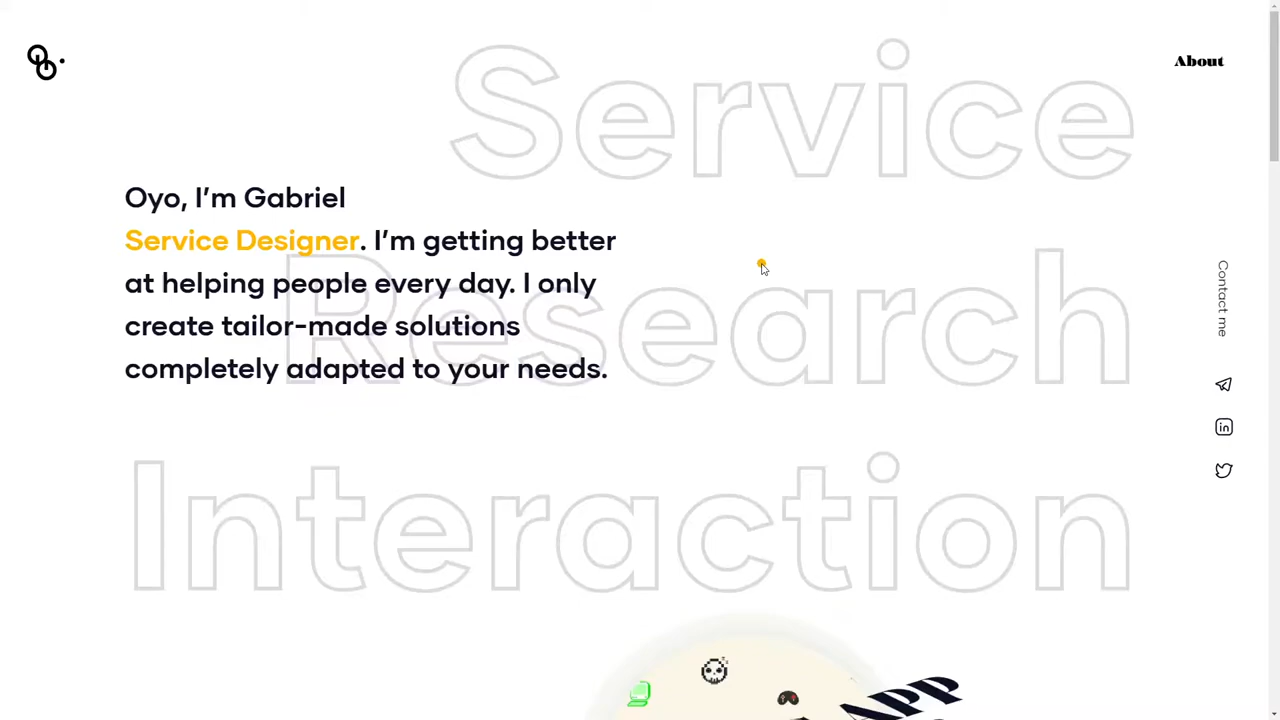 Service
About
Oyo, I'm Gabriel
Service Designer. I'm getting better
at helping people every day. I only
create tailor-made solutions
completely adapted to your needs.
Research
Contact me
in
Interaction
APP